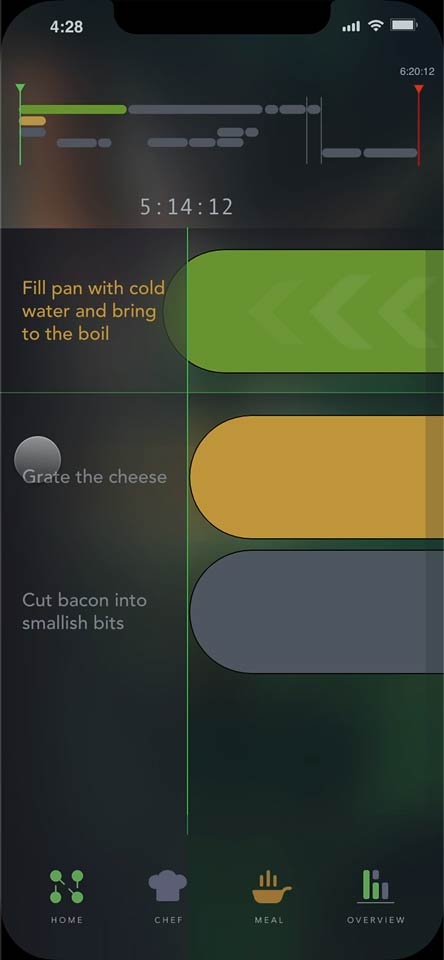 4:28
6:20:12
5:14:12
Fill pan with cold
water and bring
to the boil
Grate the cheese
Cut bacon into
smallish bits
HOME CHEF MEAL OVERVIEW